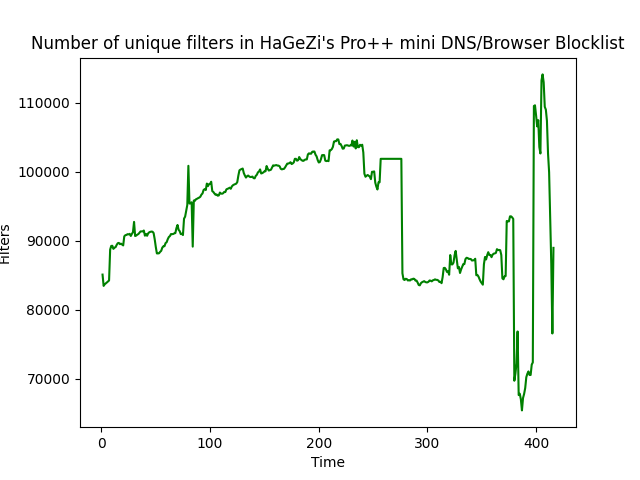 Number of unique filters in HaGeZi's Pro++ mini DNS/Browser Blocklist
110000
100000
90000
80000
70000
Filters
0 100 200 300 400
Time